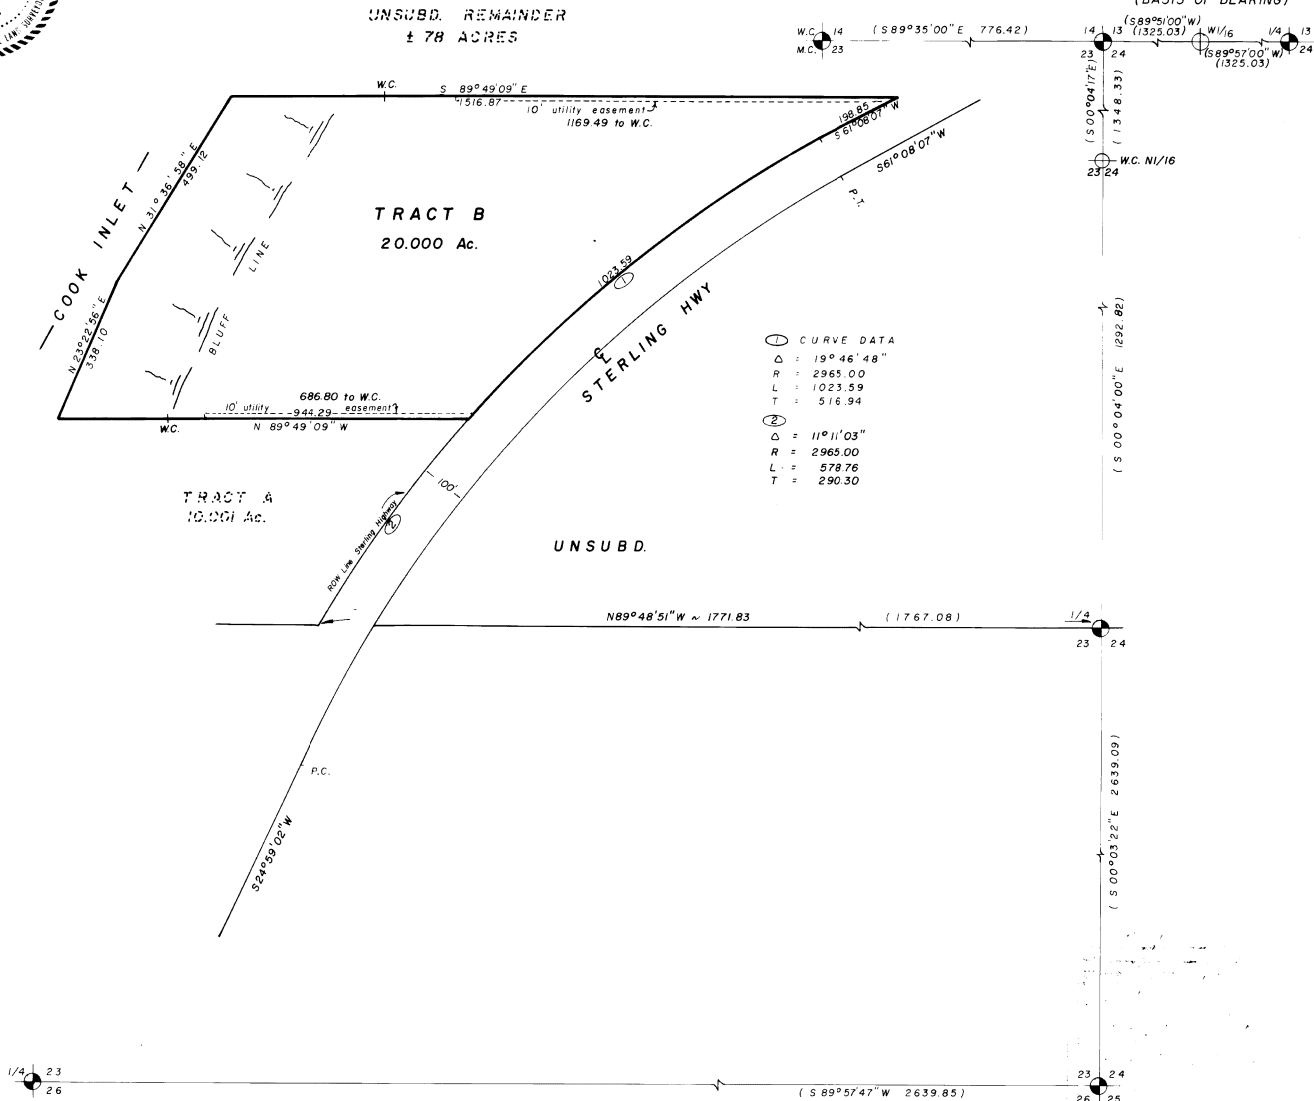 (BASIS OF BEARING)
LAND SURVEYOR
UNSUBD. REMAINDER
± 78 ACRES
W.C. 14
M.C. 23
(S89°35'00"E 776.42)
14 13
23 24
(S89°51'00"W)
(1325.03)
W1/16
1/4 13
24
(S89°57'00"W)
(1325.03)
(S00°04'17"E)
(1348.33)
W.C. N1/16
23 24
W.C.
S 89°49'09" E
1516.87
10' utility easement
1169.49 to W.C.
198.85
S 61°08'07" W
S61°08'07"W
P.T.
COOK INLET
N 31°36'58" E
499.12
N 23°22'56" E
338.10
BLUFF LINE
TRACT B
20.000 Ac.
1023.59
1
℄
STERLING HWY
1 CURVE DATA
Δ = 19°46'48"
R = 2965.00
L = 1023.59
T = 516.94
2
Δ = 11°11'03"
R = 2965.00
L = 578.76
T = 290.30
(S 00°04'00"E 1292.82)
686.80 to W.C.
10' utility easement
944.29
W.C.
N 89°49'09" W
100'
TRACT A
10.001 Ac.
ROW Line Sterling Highway
2
UNSUBD.
N89°48'51"W ~ 1771.83
(1767.08)
1/4
23 24
P.C.
S24°59'02"W
(S 00°03'22"E 2639.09)
1/4 23
26
(S 89°57'47"W 2639.85)
23 24
26 25